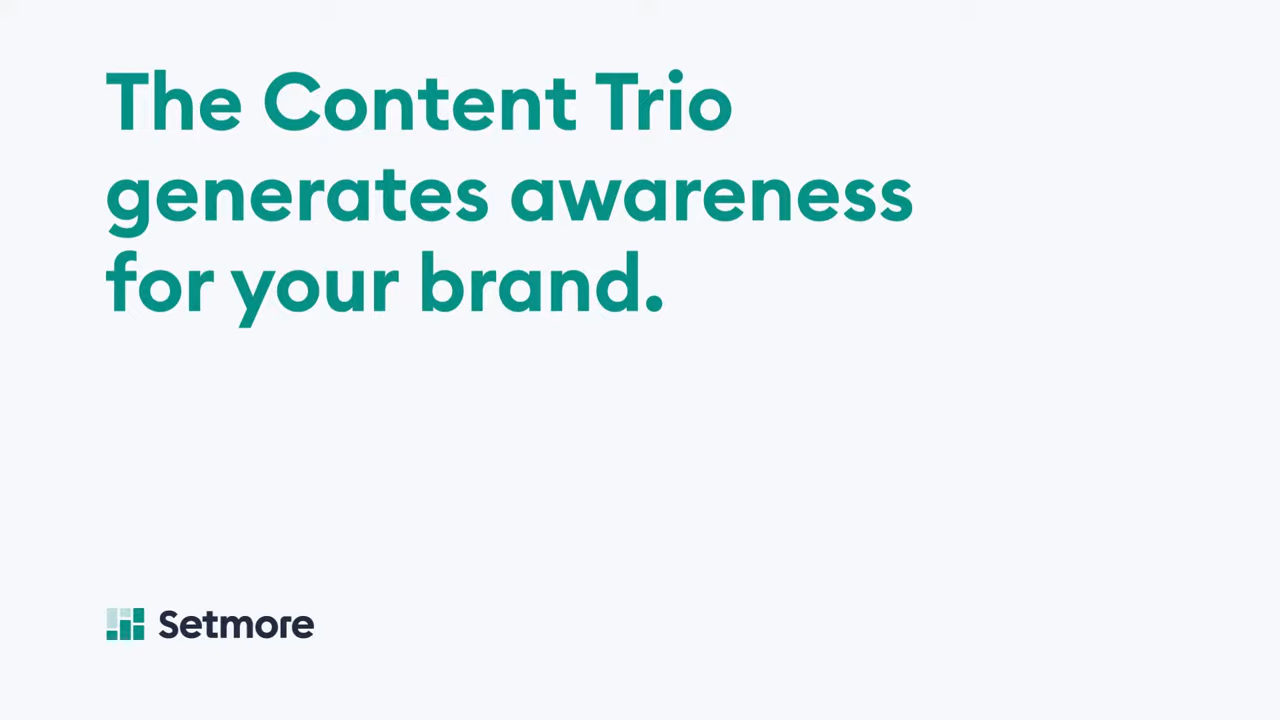 The Content Trio
generates awareness
for your brand.
Setmore